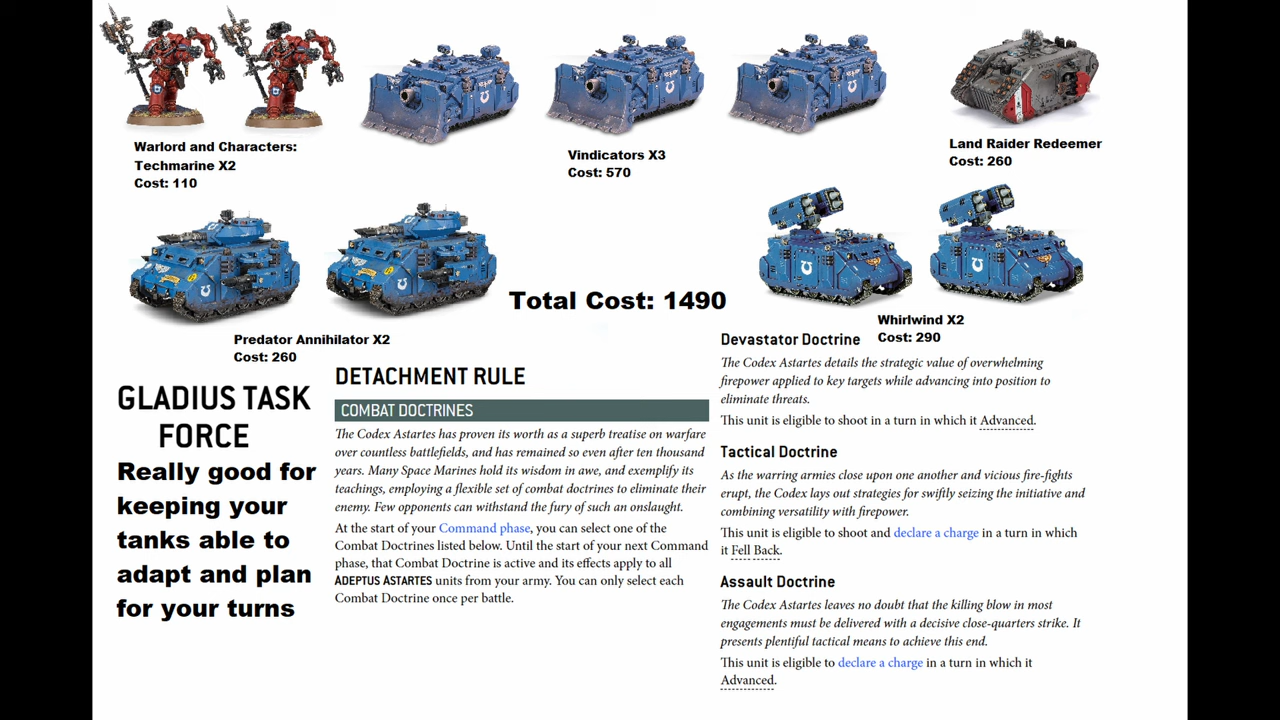 Warlord and Characters:
Techmarine X2
Cost: 110
Vindicators X3
Cost: 570
Land Raider Redeemer
Cost: 260
Predator Annihilator X2
Cost: 260
Total Cost: 1490
Whirlwind X2
Cost: 290
GLADIUS TASK
FORCE
Really good for
keeping your
tanks able to
adapt and plan
for your turns
DETACHMENT RULE
COMBAT DOCTRINES
The Codex Astartes has proven its worth as a superb treatise on warfare
over countless battlefields, and has remained so even after ten thousand
years. Many Space Marines hold its wisdom in awe, and exemplify its
teachings, employing a flexible set of combat doctrines to eliminate their
enemy. Few opponents can withstand the fury of such an onslaught.
At the start of your Command phase, you can select one of the
Combat Doctrines listed below. Until the start of your next Command
phase, that Combat Doctrine is active and its effects apply to all
ADEPTUS ASTARTES units from your army. You can only select each
Combat Doctrine once per battle.
Devastator Doctrine
The Codex Astartes details the strategic value of overwhelming
firepower applied to key targets while advancing into position to
eliminate threats.
This unit is eligible to shoot in a turn in which it Advanced.
Tactical Doctrine
As the warring armies close upon one another and vicious fire-fights
erupt, the Codex lays out strategies for swiftly seizing the initiative and
combining versatility with firepower.
This unit is eligible to shoot and declare a charge in a turn in which
it Fell Back.
Assault Doctrine
The Codex Astartes leaves no doubt that the killing blow in most
engagements must be delivered with a decisive close-quarters strike. It
presents plentiful tactical means to achieve this end.
This unit is eligible to declare a charge in a turn in which it
Advanced.